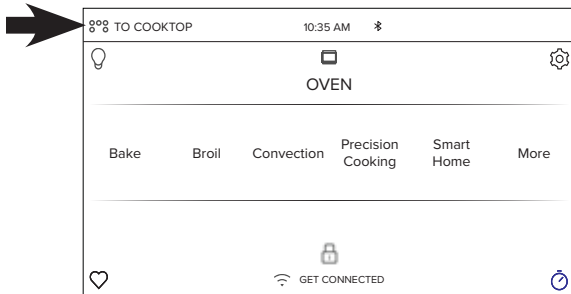 TO COOKTOP 10:35 AM
OVEN
Bake Broil Convection Precision Cooking Smart Home More
GET CONNECTED